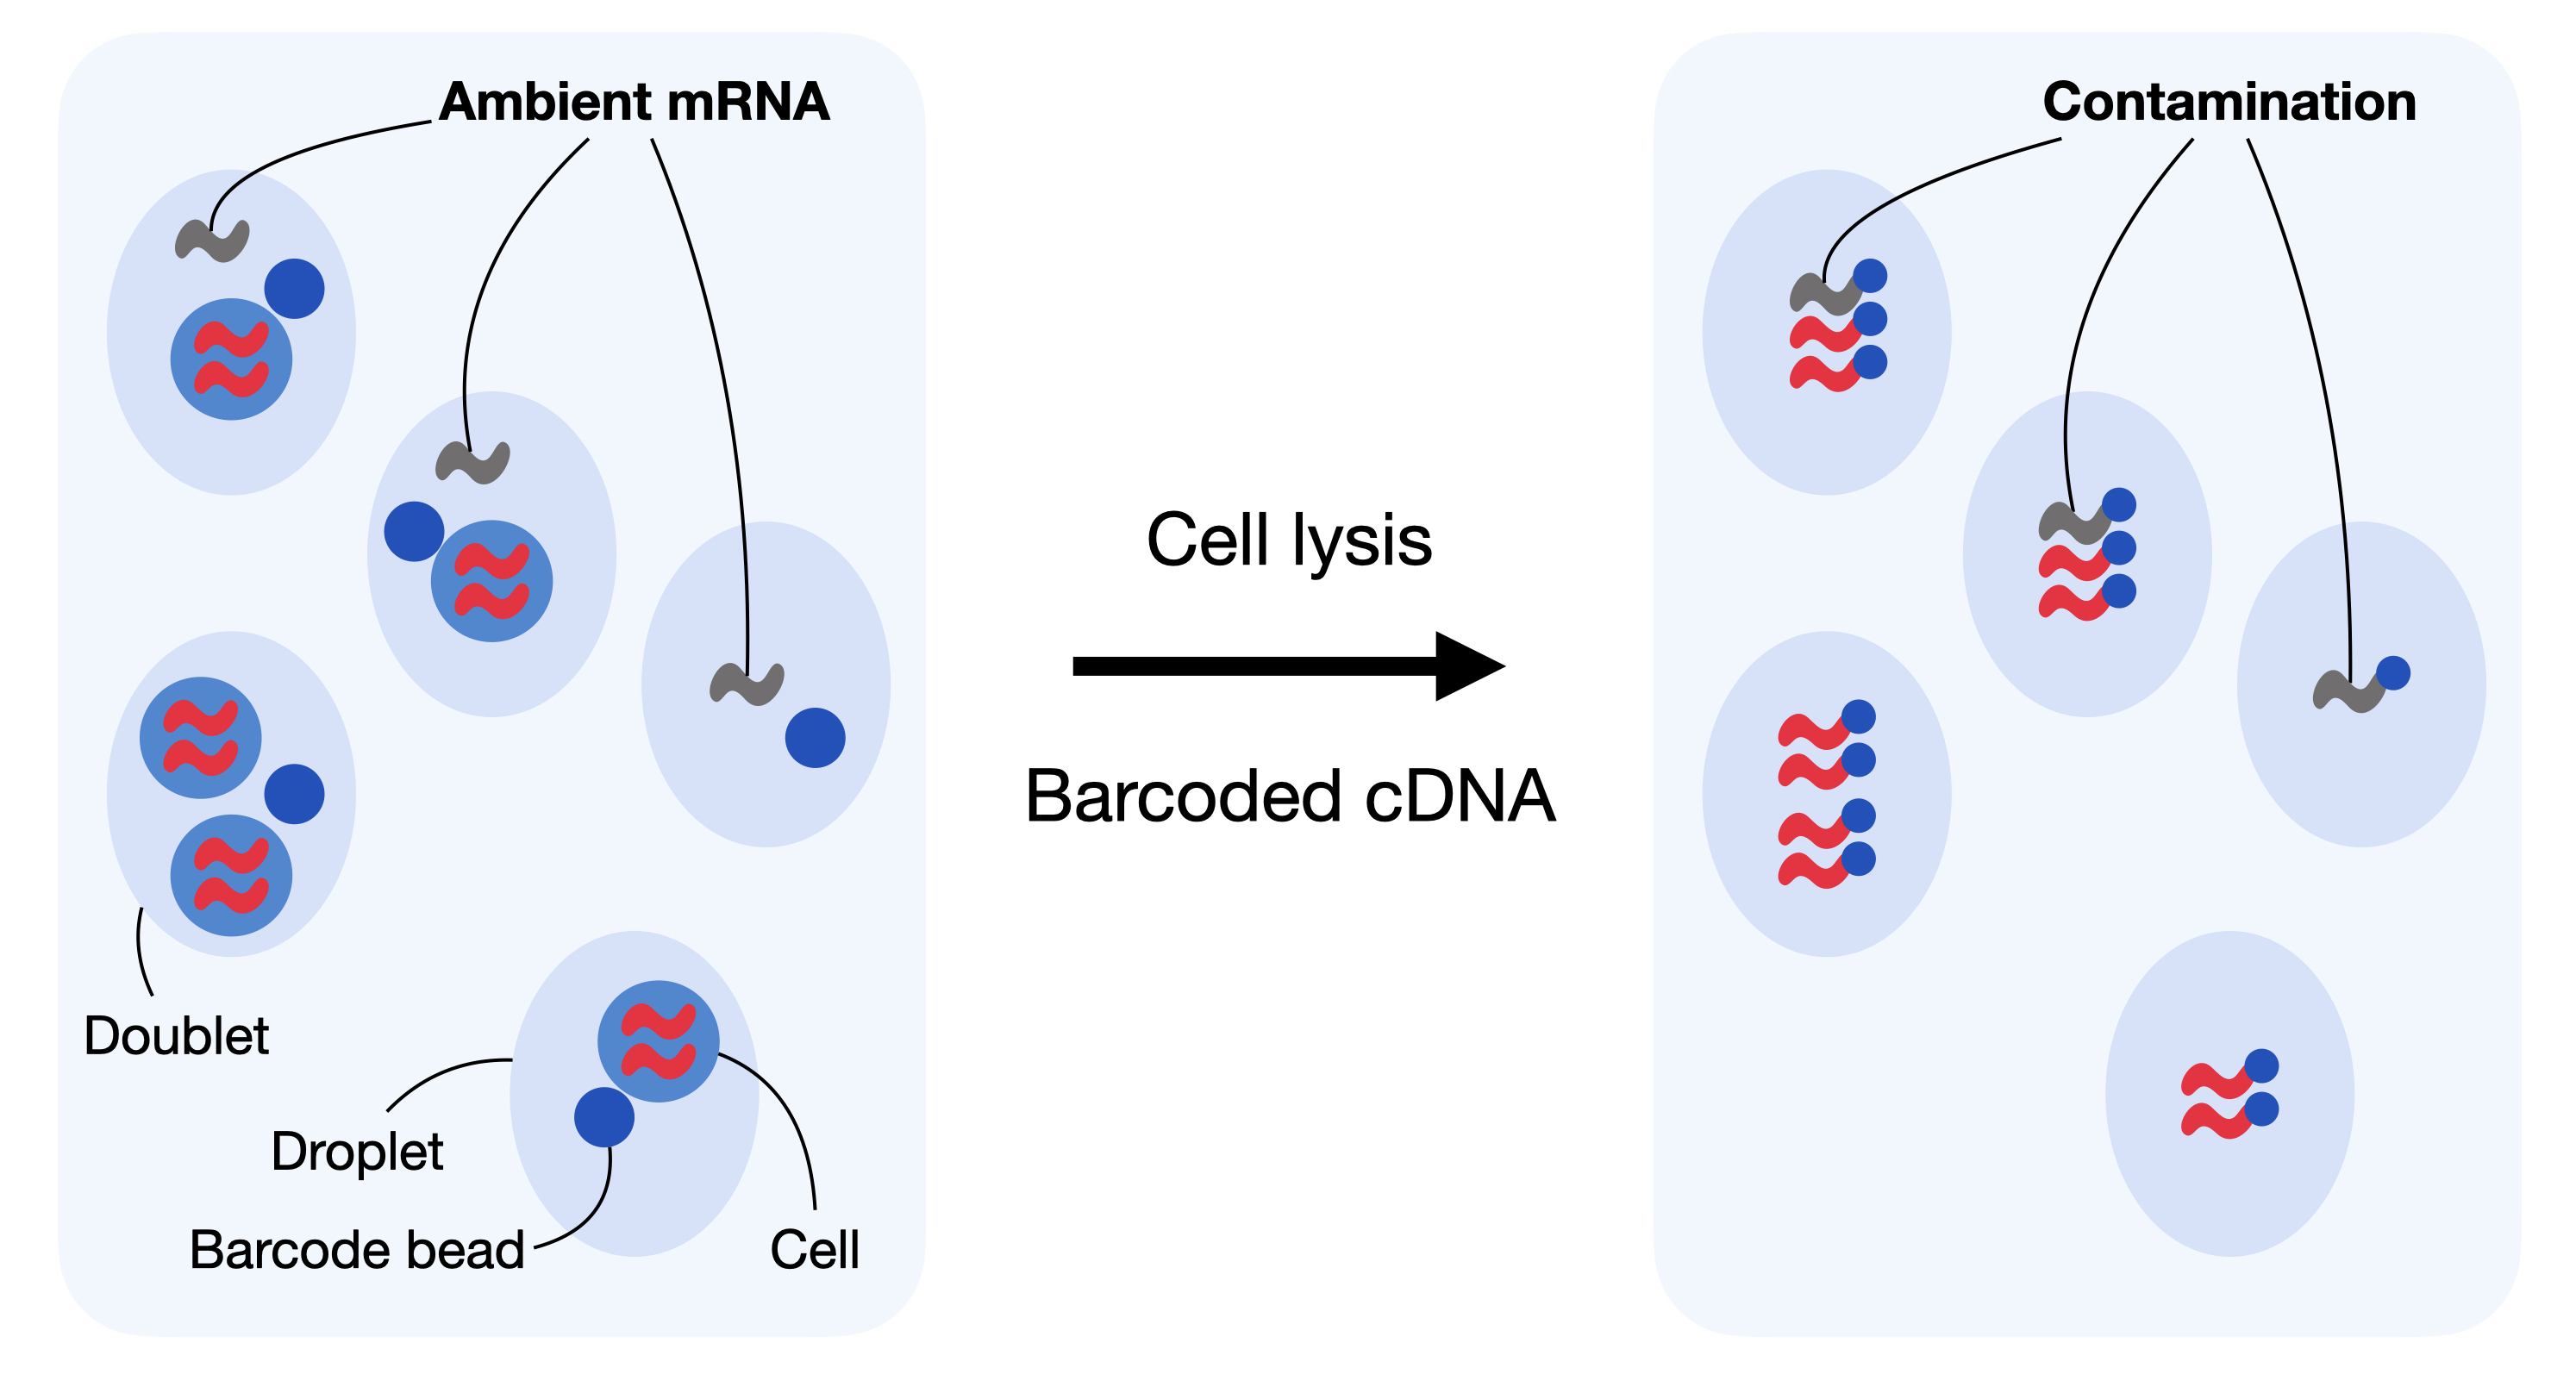 Ambient mRNA
Doublet
Droplet
Barcode bead
Cell
Cell lysis
Barcoded cDNA
Contamination